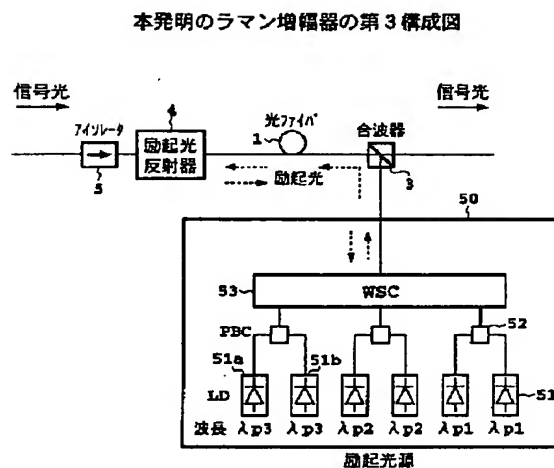 本発明のラマン増幅器の第3構成図
信号光
信号光
アイソレータ
5
4
励起光
反射器
光ファイバ
1
合波器
3
励起光
50
53
WSC
PBC
52
51a
51b
LD
51
波長 λp3 λp3 λp2 λp2 λp1 λp1
励起光源